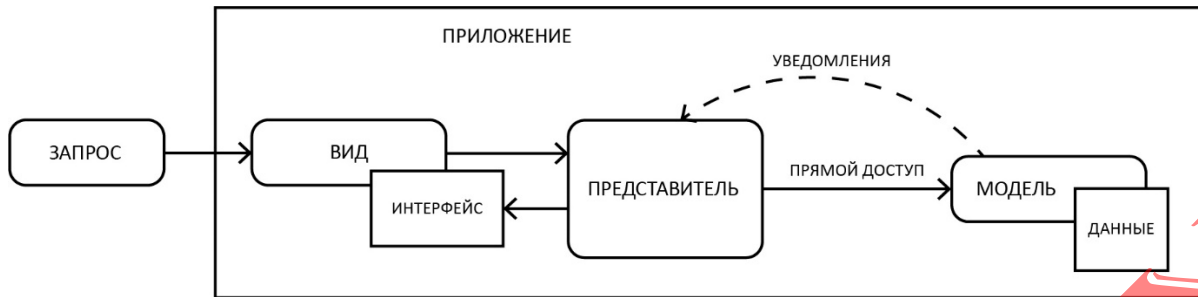 ПРИЛОЖЕНИЕ
УВЕДОМЛЕНИЯ
ЗАПРОС
ВИД
ИНТЕРФЕЙС
ПРЕДСТАВИТЕЛЬ
ПРЯМОЙ ДОСТУП
МОДЕЛЬ
ДАННЫЕ